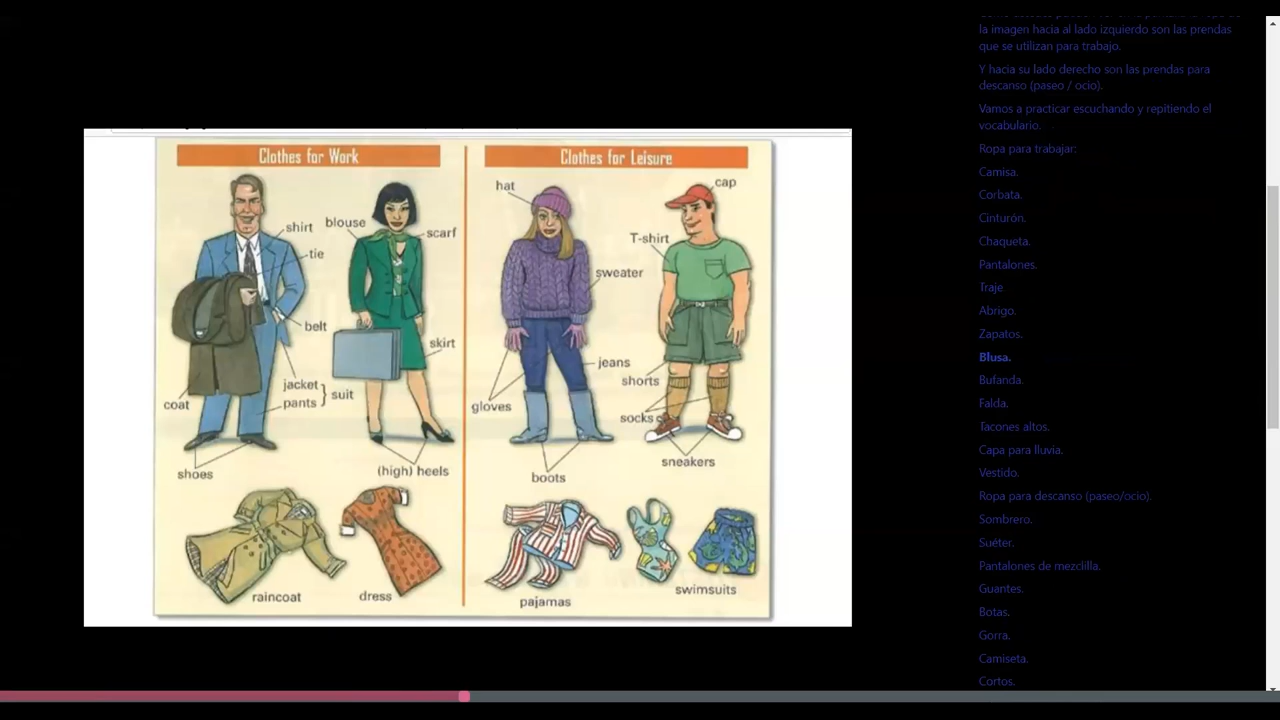 Clothes for Work
Clothes for Leisure
hat
cap
shirt
blouse
scarf
tie
T-shirt
sweater
belt
skirt
jeans
jacket
pants
suit
shorts
coat
gloves
socks
shoes
(high) heels
boots
sneakers
raincoat
dress
pajamas
swimsuits
la imagen hacia al lado izquierdo son las prendas
que se utilizan para trabajo.
Y hacia su lado derecho son las prendas para
descanso (paseo / ocio).
Vamos a practicar escuchando y repitiendo el
vocabulario.
Ropa para trabajar:
Camisa.
Corbata.
Cinturón.
Chaqueta.
Pantalones.
Traje
Abrigo.
Zapatos.
Blusa.
Bufanda.
Falda.
Tacones altos.
Capa para lluvia.
Vestido.
Ropa para descanso (paseo/ocio).
Sombrero.
Suéter.
Pantalones de mezclilla.
Guantes.
Botas.
Gorra.
Camiseta.
Cortos.